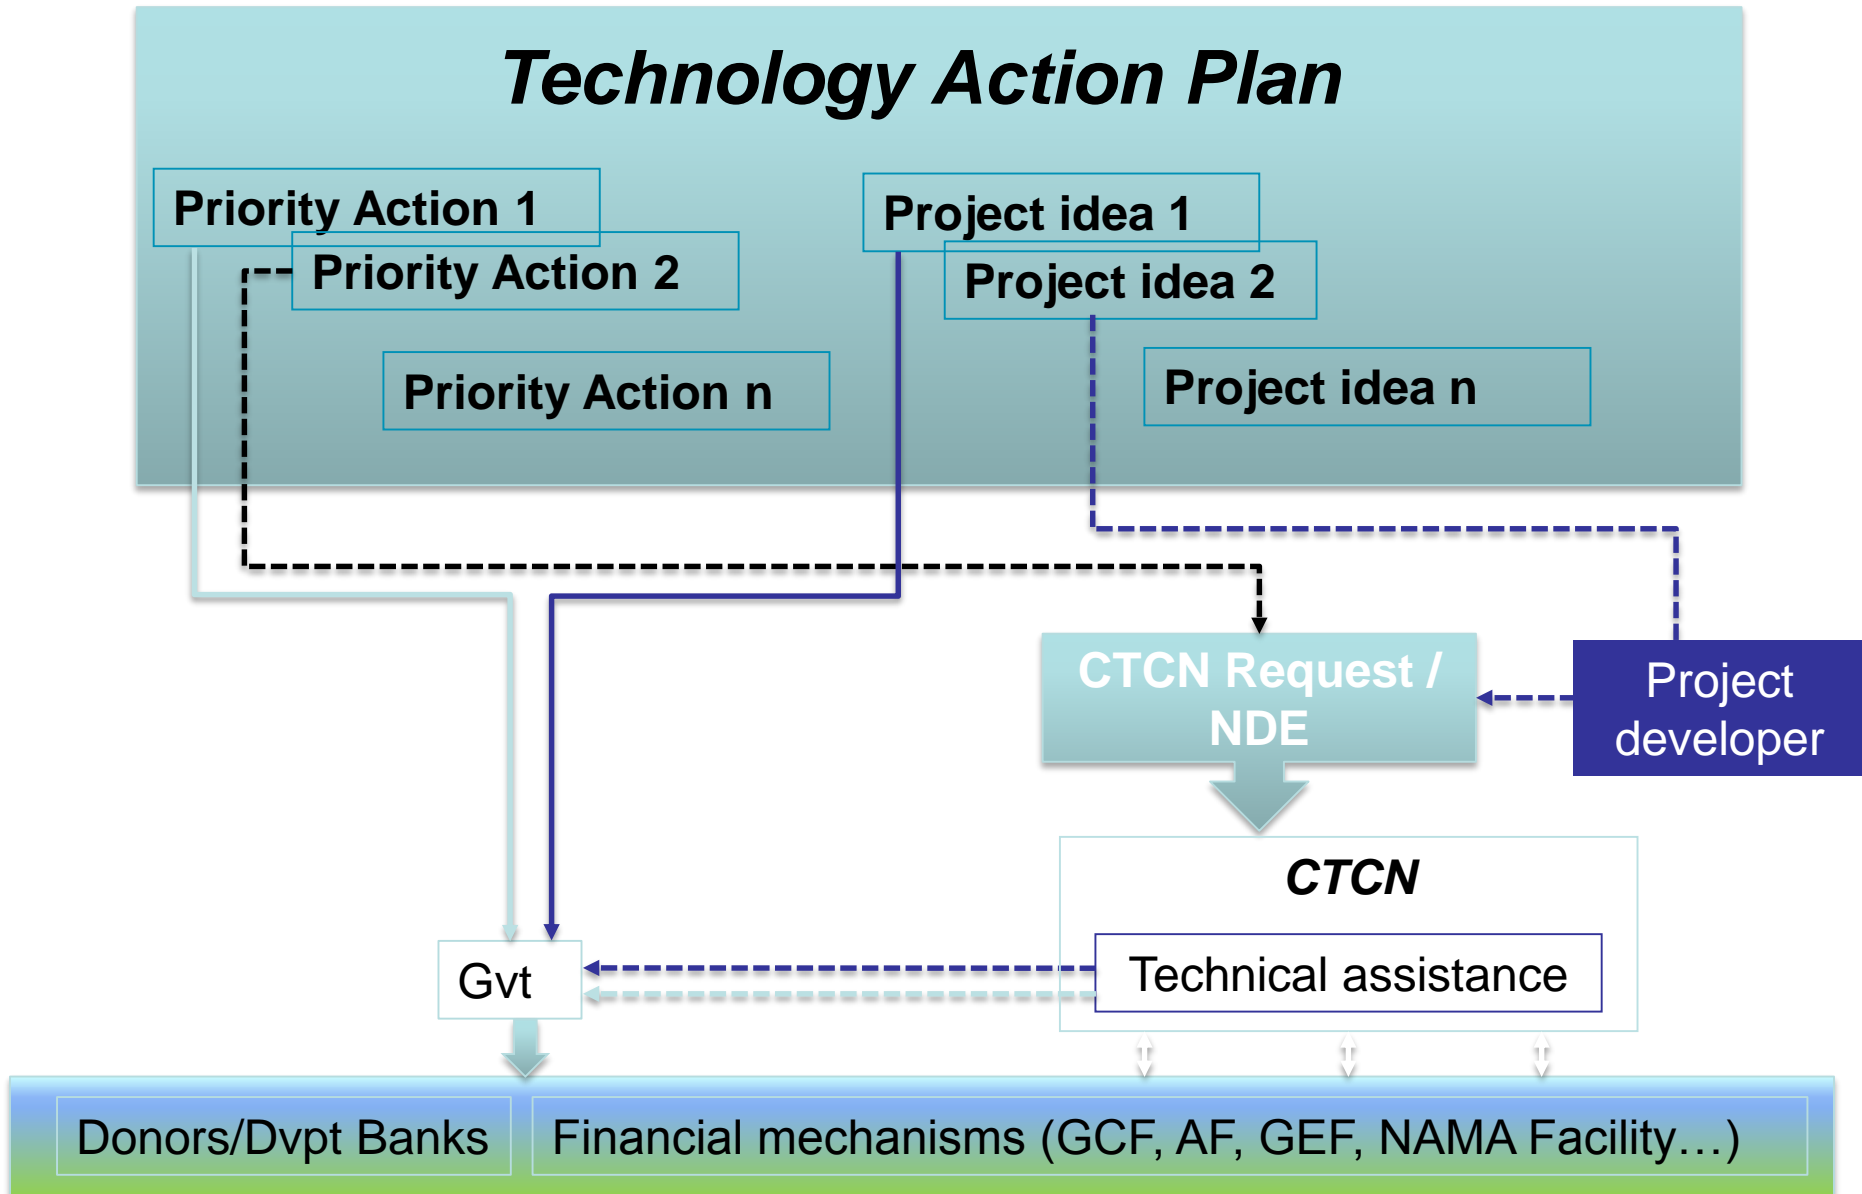 Technology Action Plan
Priority Action 1
Priority Action 2
Priority Action n
Project idea 1
Project idea 2
Project idea n
CTCN Request /
NDE
Project
developer
CTCN
Technical assistance
Gvt
Donors/Dvpt Banks
Financial mechanisms (GCF, AF, GEF, NAMA Facility…)